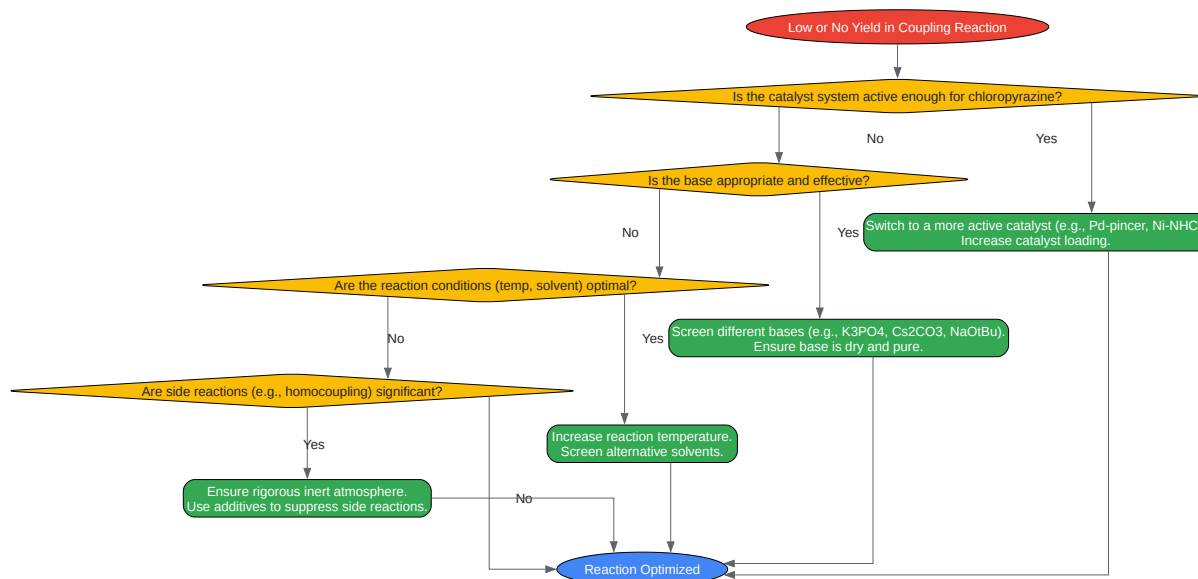 Low or No Yield in Coupling Reaction
Is the catalyst system active enough for chloropyrazine?
No
Yes
Is the base appropriate and effective?
Switch to a more active catalyst (e.g., Pd-pincer, Ni-NHC
Increase catalyst loading.
No
Yes
Are the reaction conditions (temp, solvent) optimal?
Screen different bases (e.g., K3PO4, Cs2CO3, NaOtBu).
Ensure base is dry and pure.
No
Yes
Are side reactions (e.g., homocoupling) significant?
Increase reaction temperature.
Screen alternative solvents.
Yes
Ensure rigorous inert atmosphere.
Use additives to suppress side reactions.
No
Reaction Optimized